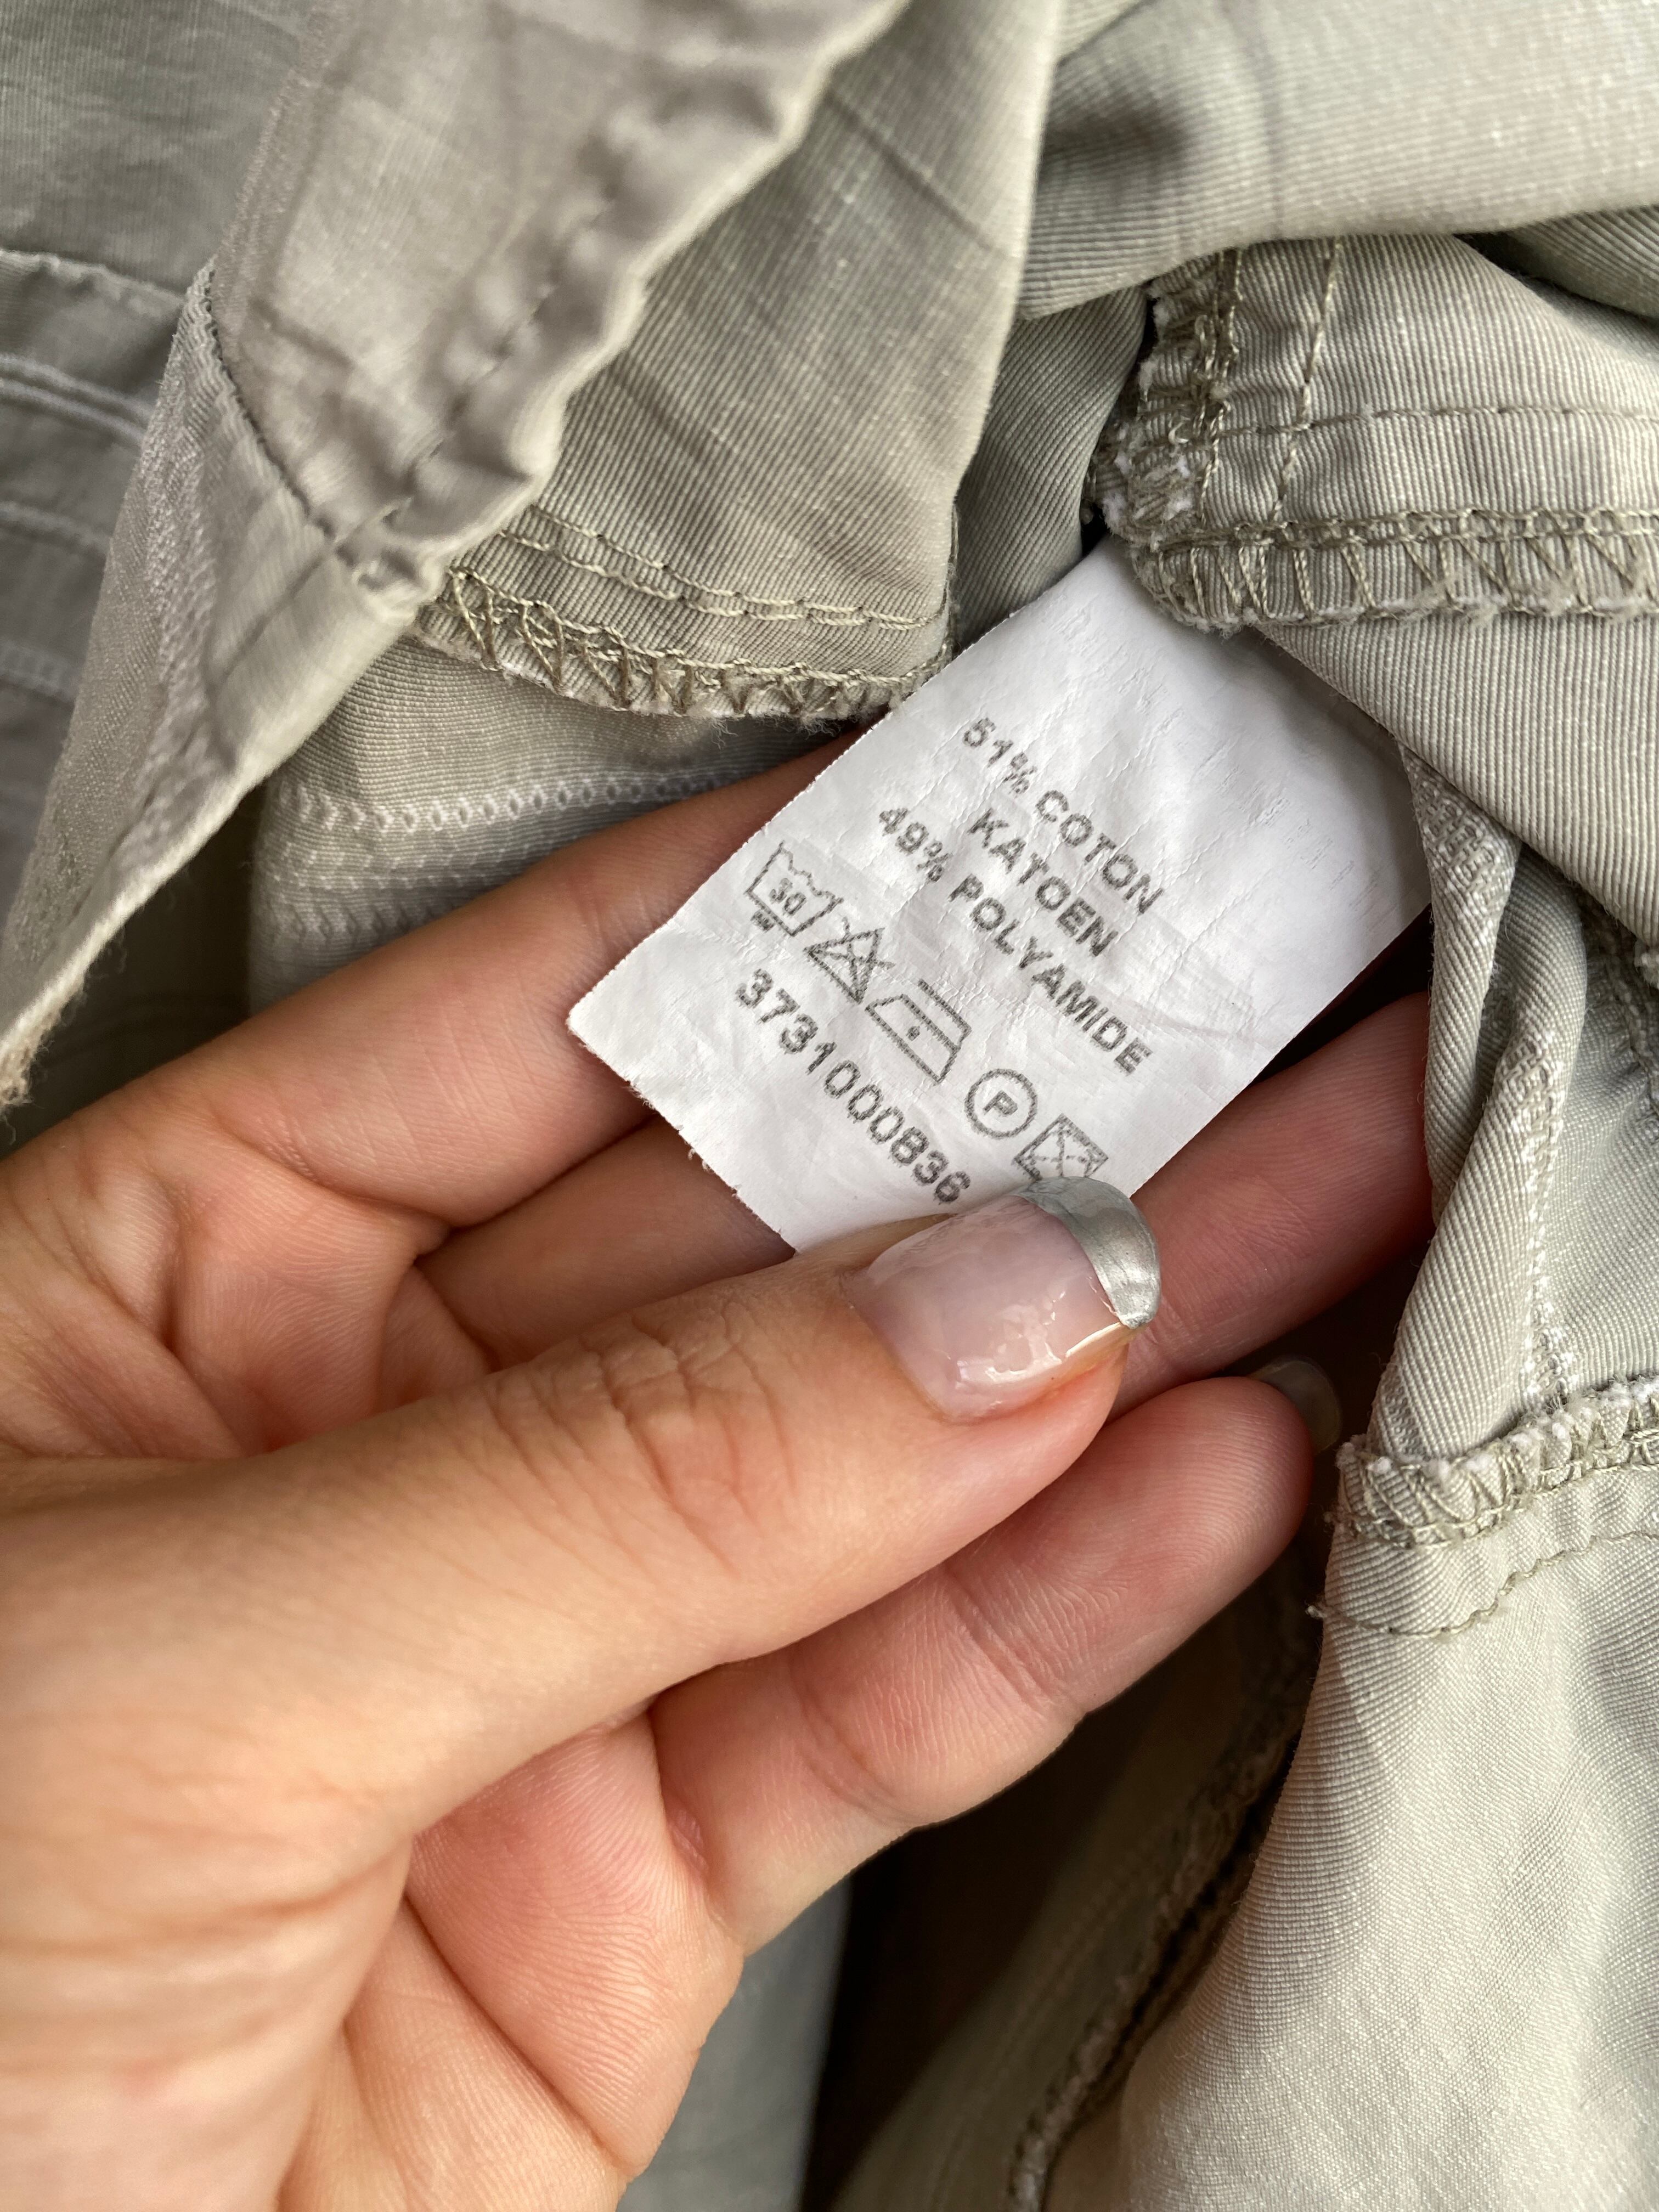 51% COTON
KATOEN
49% POLYAMIDE
30 P
3731000836